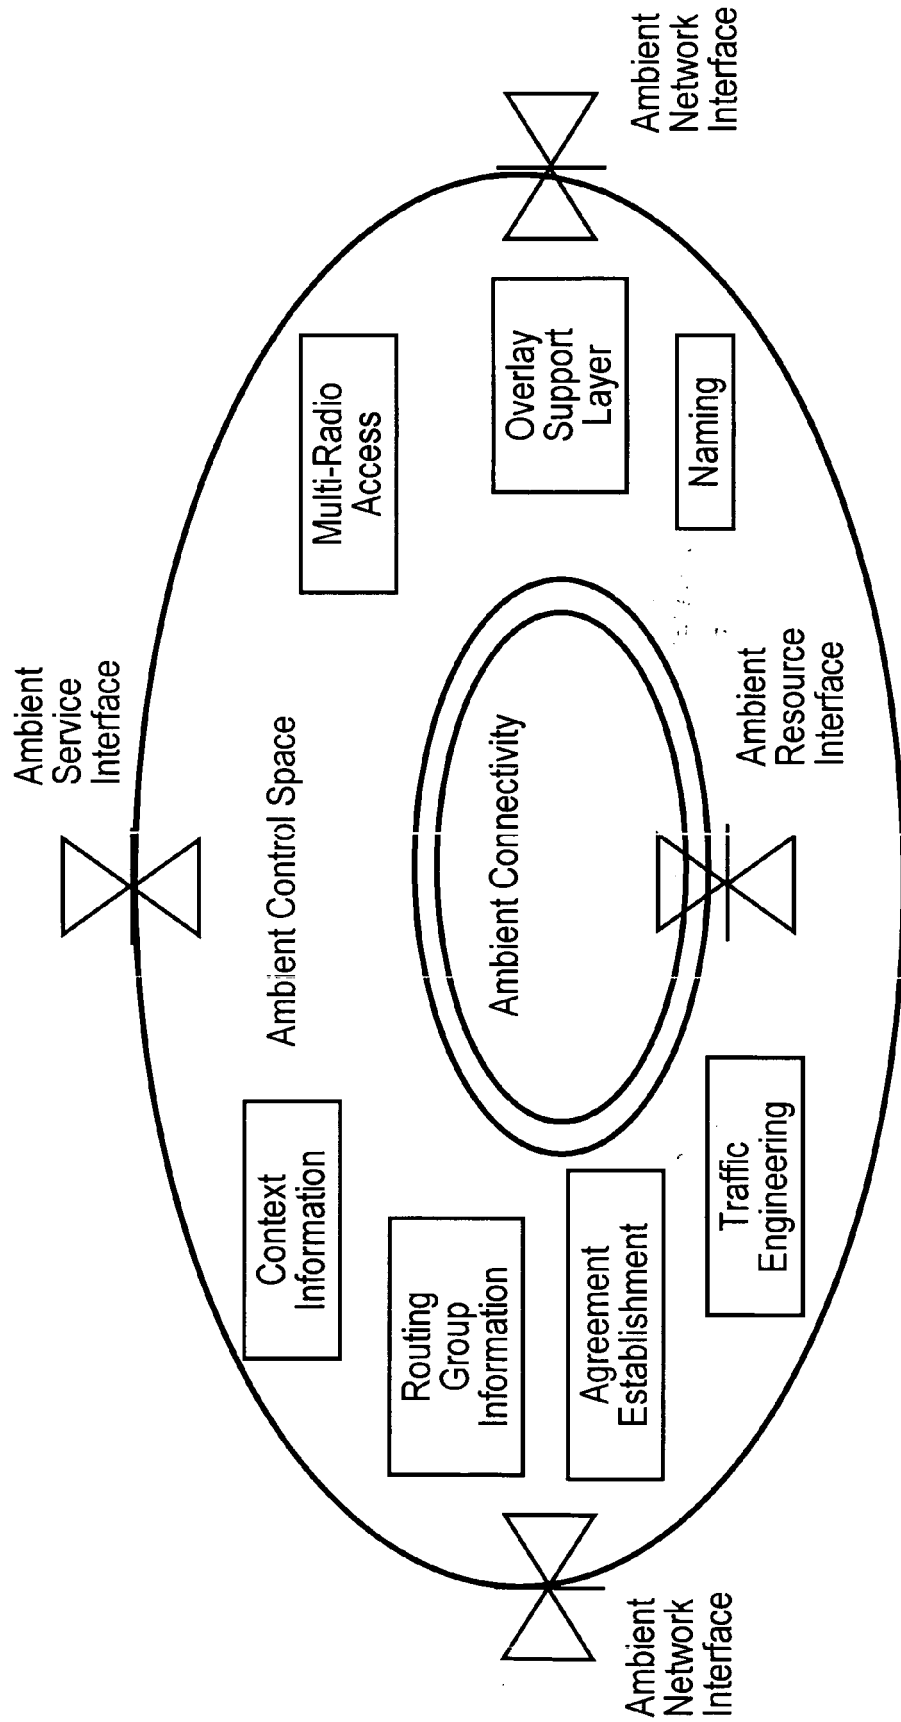 Ambient
Service
Interface
Ambient Control Space
Context
Information
Multi-Radio
Access
Routing
Group
Information
Ambient Connectivity
Overlay
Support
Layer
Agreement
Establishment
Naming
Traffic
Engineering
Ambient
Resource
Interface
Ambient
Network
Interface
Ambient
Network
Interface